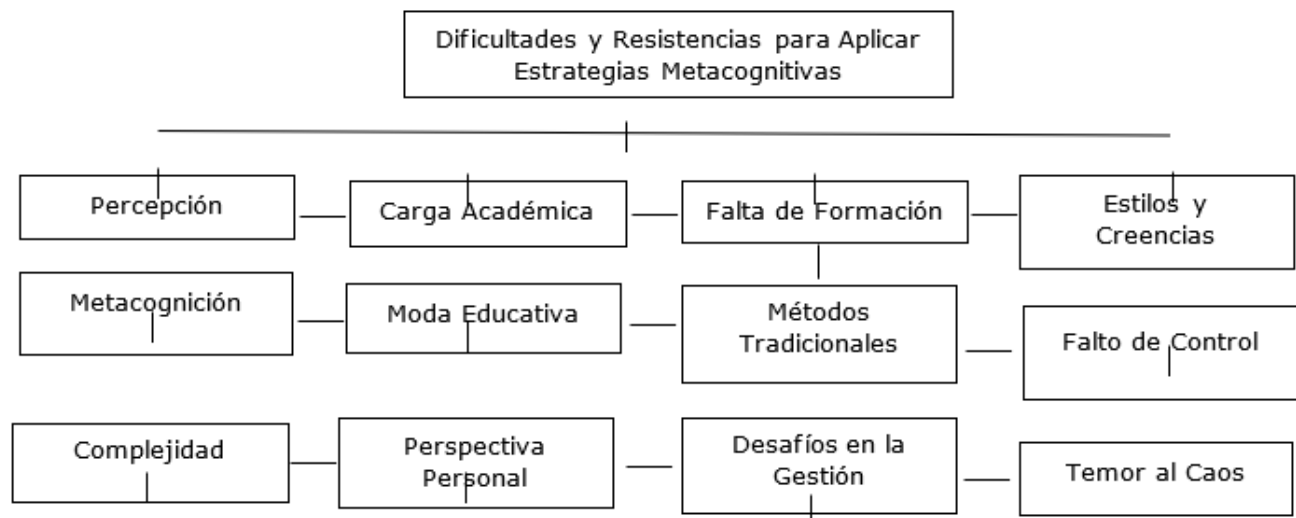 Dificultades y Resistencias para Aplicar
Estrategias Metacognitivas
Percepción
Carga Académica
Falta de Formación
Estilos y
Creencias
Metacognición
Moda Educativa
Métodos
Tradicionales
Falto de Control
Complejidad
Perspectiva
Personal
Desafíos en la
Gestión
Temor al Caos